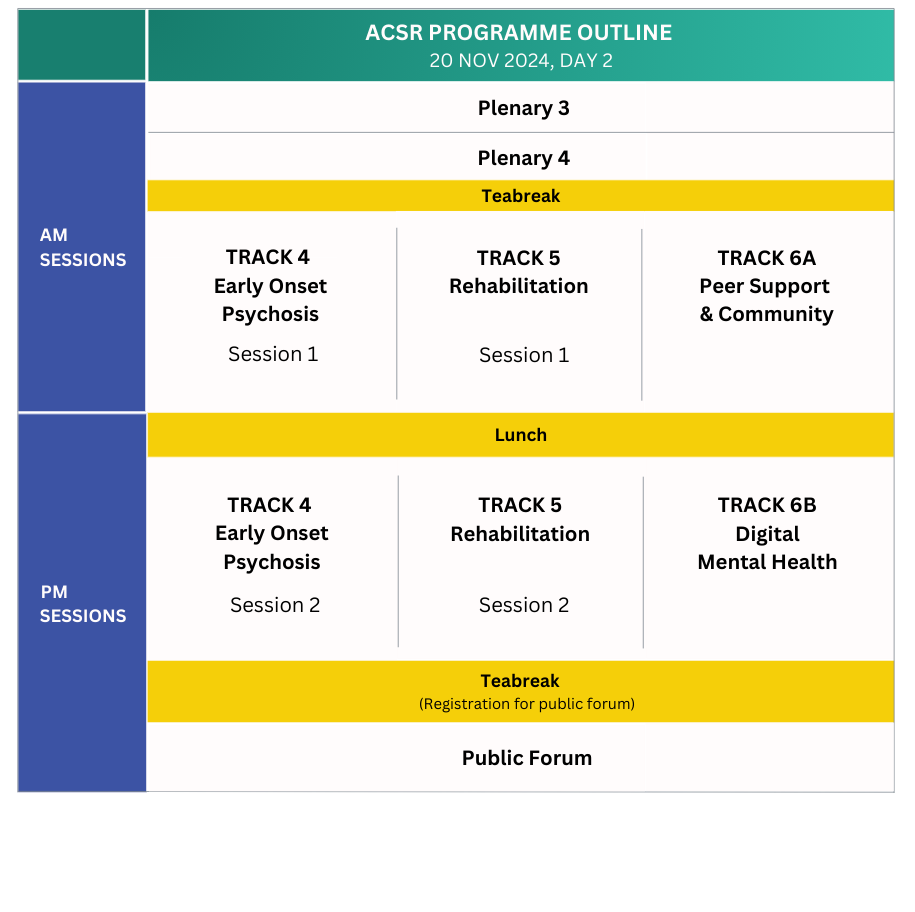 ACSR PROGRAMME OUTLINE
20 NOV 2024, DAY 2
AM
SESSIONS
Plenary 3
Plenary 4
Teabreak
TRACK 4
Early Onset
Psychosis
Session 1
TRACK 5
Rehabilitation
Session 1
TRACK 6A
Peer Support
& Community
PM
SESSIONS
Lunch
TRACK 4
Early Onset
Psychosis
Session 2
TRACK 5
Rehabilitation
Session 2
TRACK 6B
Digital
Mental Health
Teabreak
(Registration for public forum)
Public Forum